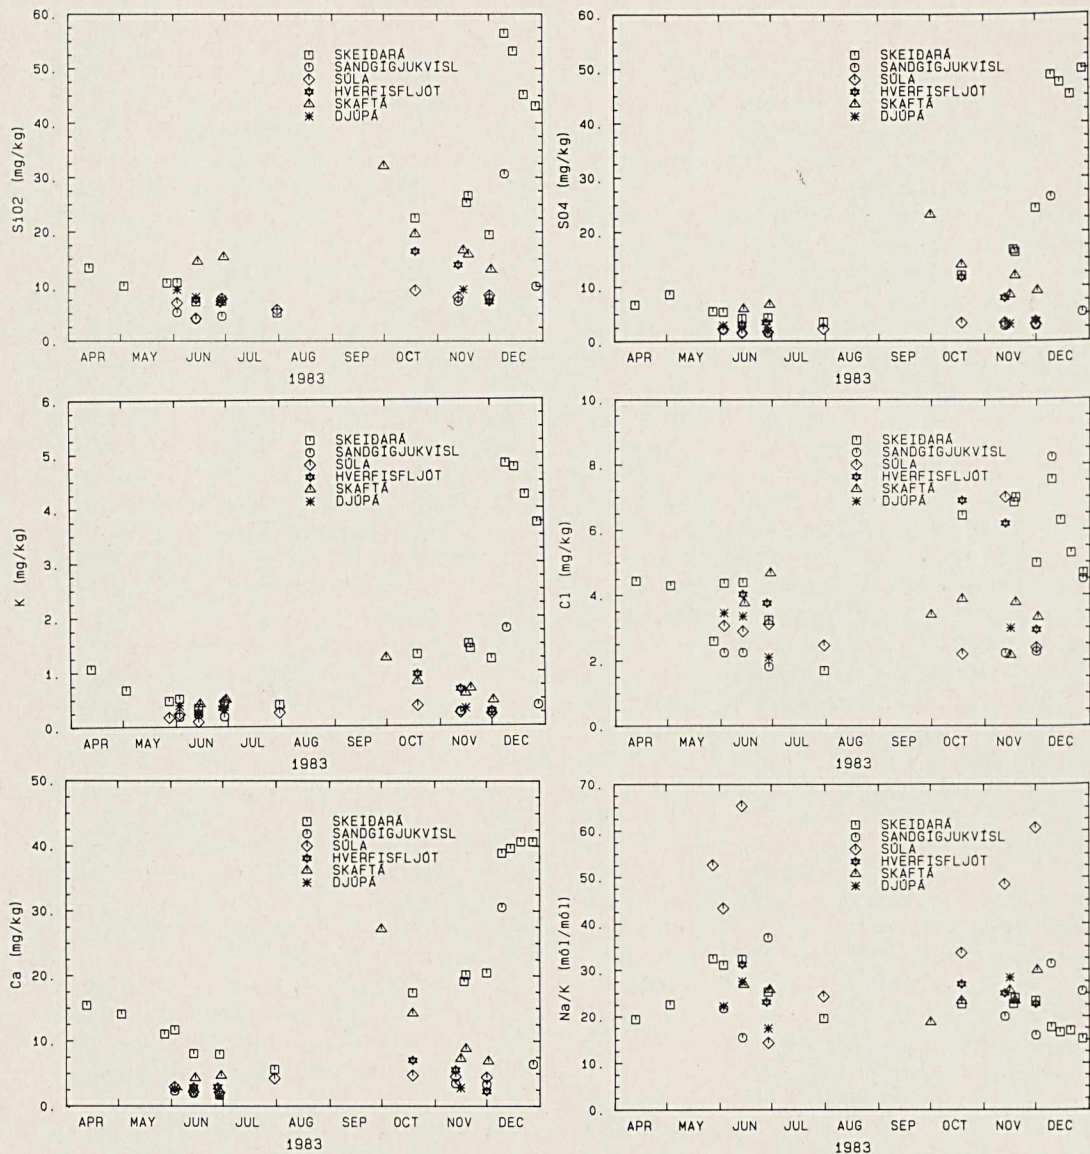 60.
50.
40.
30.
20.
10.
0.
SiO2 (mg/kg)
SKEIÐARÁ
SANDGÍGJUKVÍSL
SÚLA
HVERFISFLJÓT
SKAFTÁ
DJÚPÁ
APR MAY JUN JUL AUG SEP OCT NOV DEC
1983
60.
50.
40.
30.
20.
10.
0.
SO4 (mg/kg)
SKEIÐARÁ
SANDGÍGJUKVÍSL
SÚLA
HVERFISFLJÓT
SKAFTÁ
DJÚPÁ
APR MAY JUN JUL AUG SEP OCT NOV DEC
1983
6.
5.
4.
3.
2.
1.
0.
K (mg/kg)
SKEIÐARÁ
SANDGÍGJUKVÍSL
SÚLA
HVERFISFLJÓT
SKAFTÁ
DJÚPÁ
APR MAY JUN JUL AUG SEP OCT NOV DEC
1983
10.
8.
6.
4.
2.
0.
Cl (mg/kg)
SKEIÐARÁ
SANDGÍGJUKVÍSL
SÚLA
HVERFISFLJÓT
SKAFTÁ
DJÚPÁ
APR MAY JUN JUL AUG SEP OCT NOV DEC
1983
50.
40.
30.
20.
10.
0.
Ca (mg/kg)
SKEIÐARÁ
SANDGÍGJUKVÍSL
SÚLA
HVERFISFLJÓT
SKAFTÁ
DJÚPÁ
APR MAY JUN JUL AUG SEP OCT NOV DEC
1983
70.
60.
50.
40.
30.
20.
10.
0.
Na/K (mól/mól)
SKEIÐARÁ
SANDGÍGJUKVÍSL
SÚLA
HVERFISFLJÓT
SKAFTÁ
DJÚPÁ
APR MAY JUN JUL AUG SEP OCT NOV DEC
1983